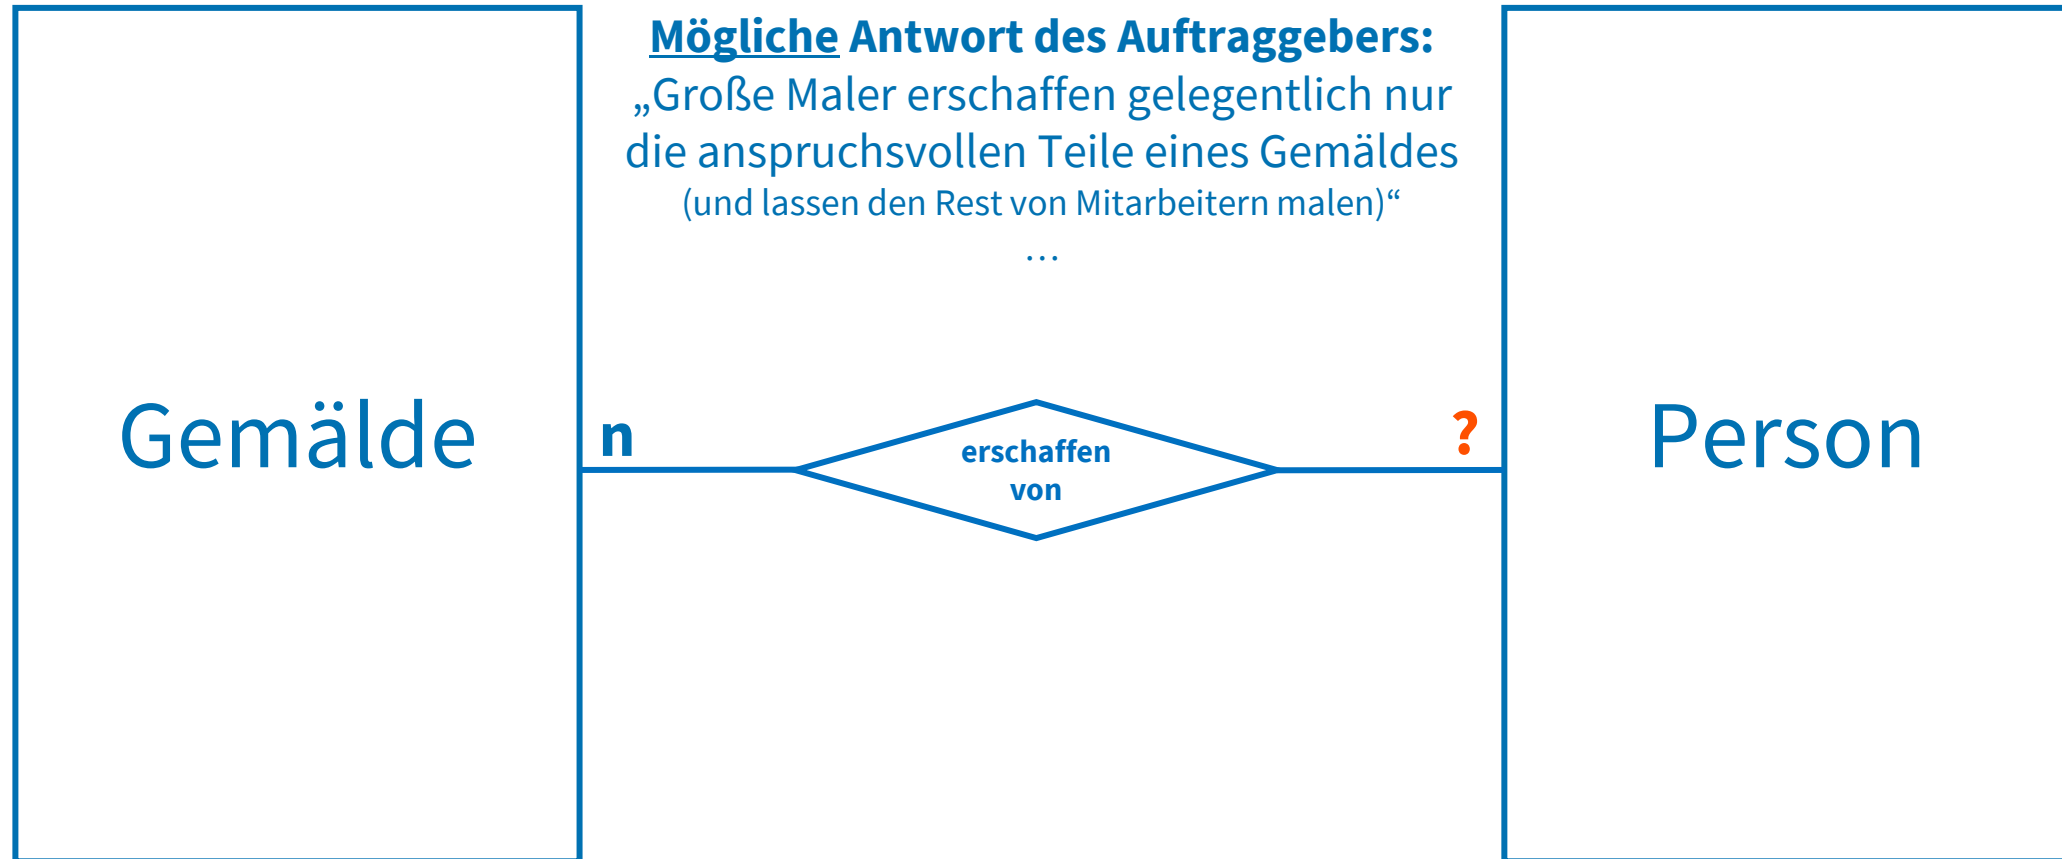 Mögliche Antwort des Auftraggebers:
„Große Maler erschaffen gelegentlich nur
die anspruchsvollen Teile eines Gemäldes
(und lassen den Rest von Mitarbeitern malen)“
…
Gemälde
n
erschaffen
von
?
Person